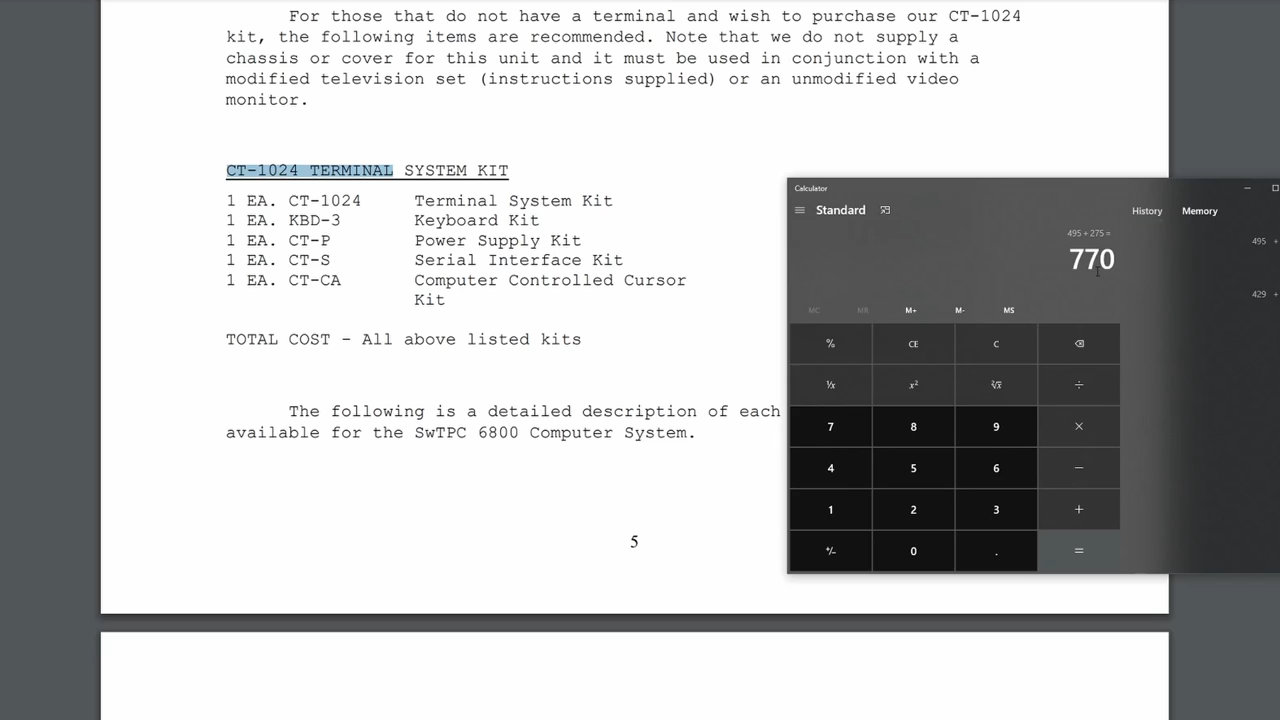 For those that do not have a terminal and wish to purchase our CT-1024
kit, the following items are recommended. Note that we do not supply a
chassis or cover for this unit and it must be used in conjunction with a
modified television set (instructions supplied) or an unmodified video
monitor.
CT-1024 TERMINAL SYSTEM KIT
1 EA. CT-1024 Terminal System Kit
1 EA. KBD-3 Keyboard Kit
1 EA. CT-P Power Supply Kit
1 EA. CT-S Serial Interface Kit
1 EA. CT-CA Computer Controlled Cursor
Kit
TOTAL COST - All above listed kits
The following is a detailed description of each
available for the SwTPC 6800 Computer System.
5
Calculator
Standard
History Memory
495 + 275 =
770
495 +
429 +
MC MR M+ M- MS
% CE C
⅟x x² ²√x ÷
7 8 9 ×
4 5 6 −
1 2 3 +
+/− 0 . =